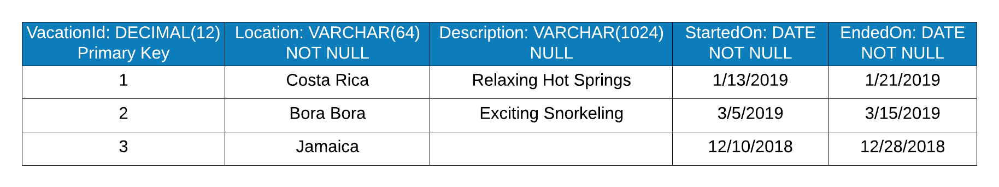 VacationId: DECIMAL(12) Location: VARCHAR(64) Description: VARCHAR(1024) StartedOn: DATE EndedOn: DATE
Primary Key NOT NULL NULL NOT NULL NOT NULL
1 Costa Rica Relaxing Hot Springs 1/13/2019 1/21/2019
2 Bora Bora Exciting Snorkeling 3/5/2019 3/15/2019
3 Jamaica 12/10/2018 12/28/2018